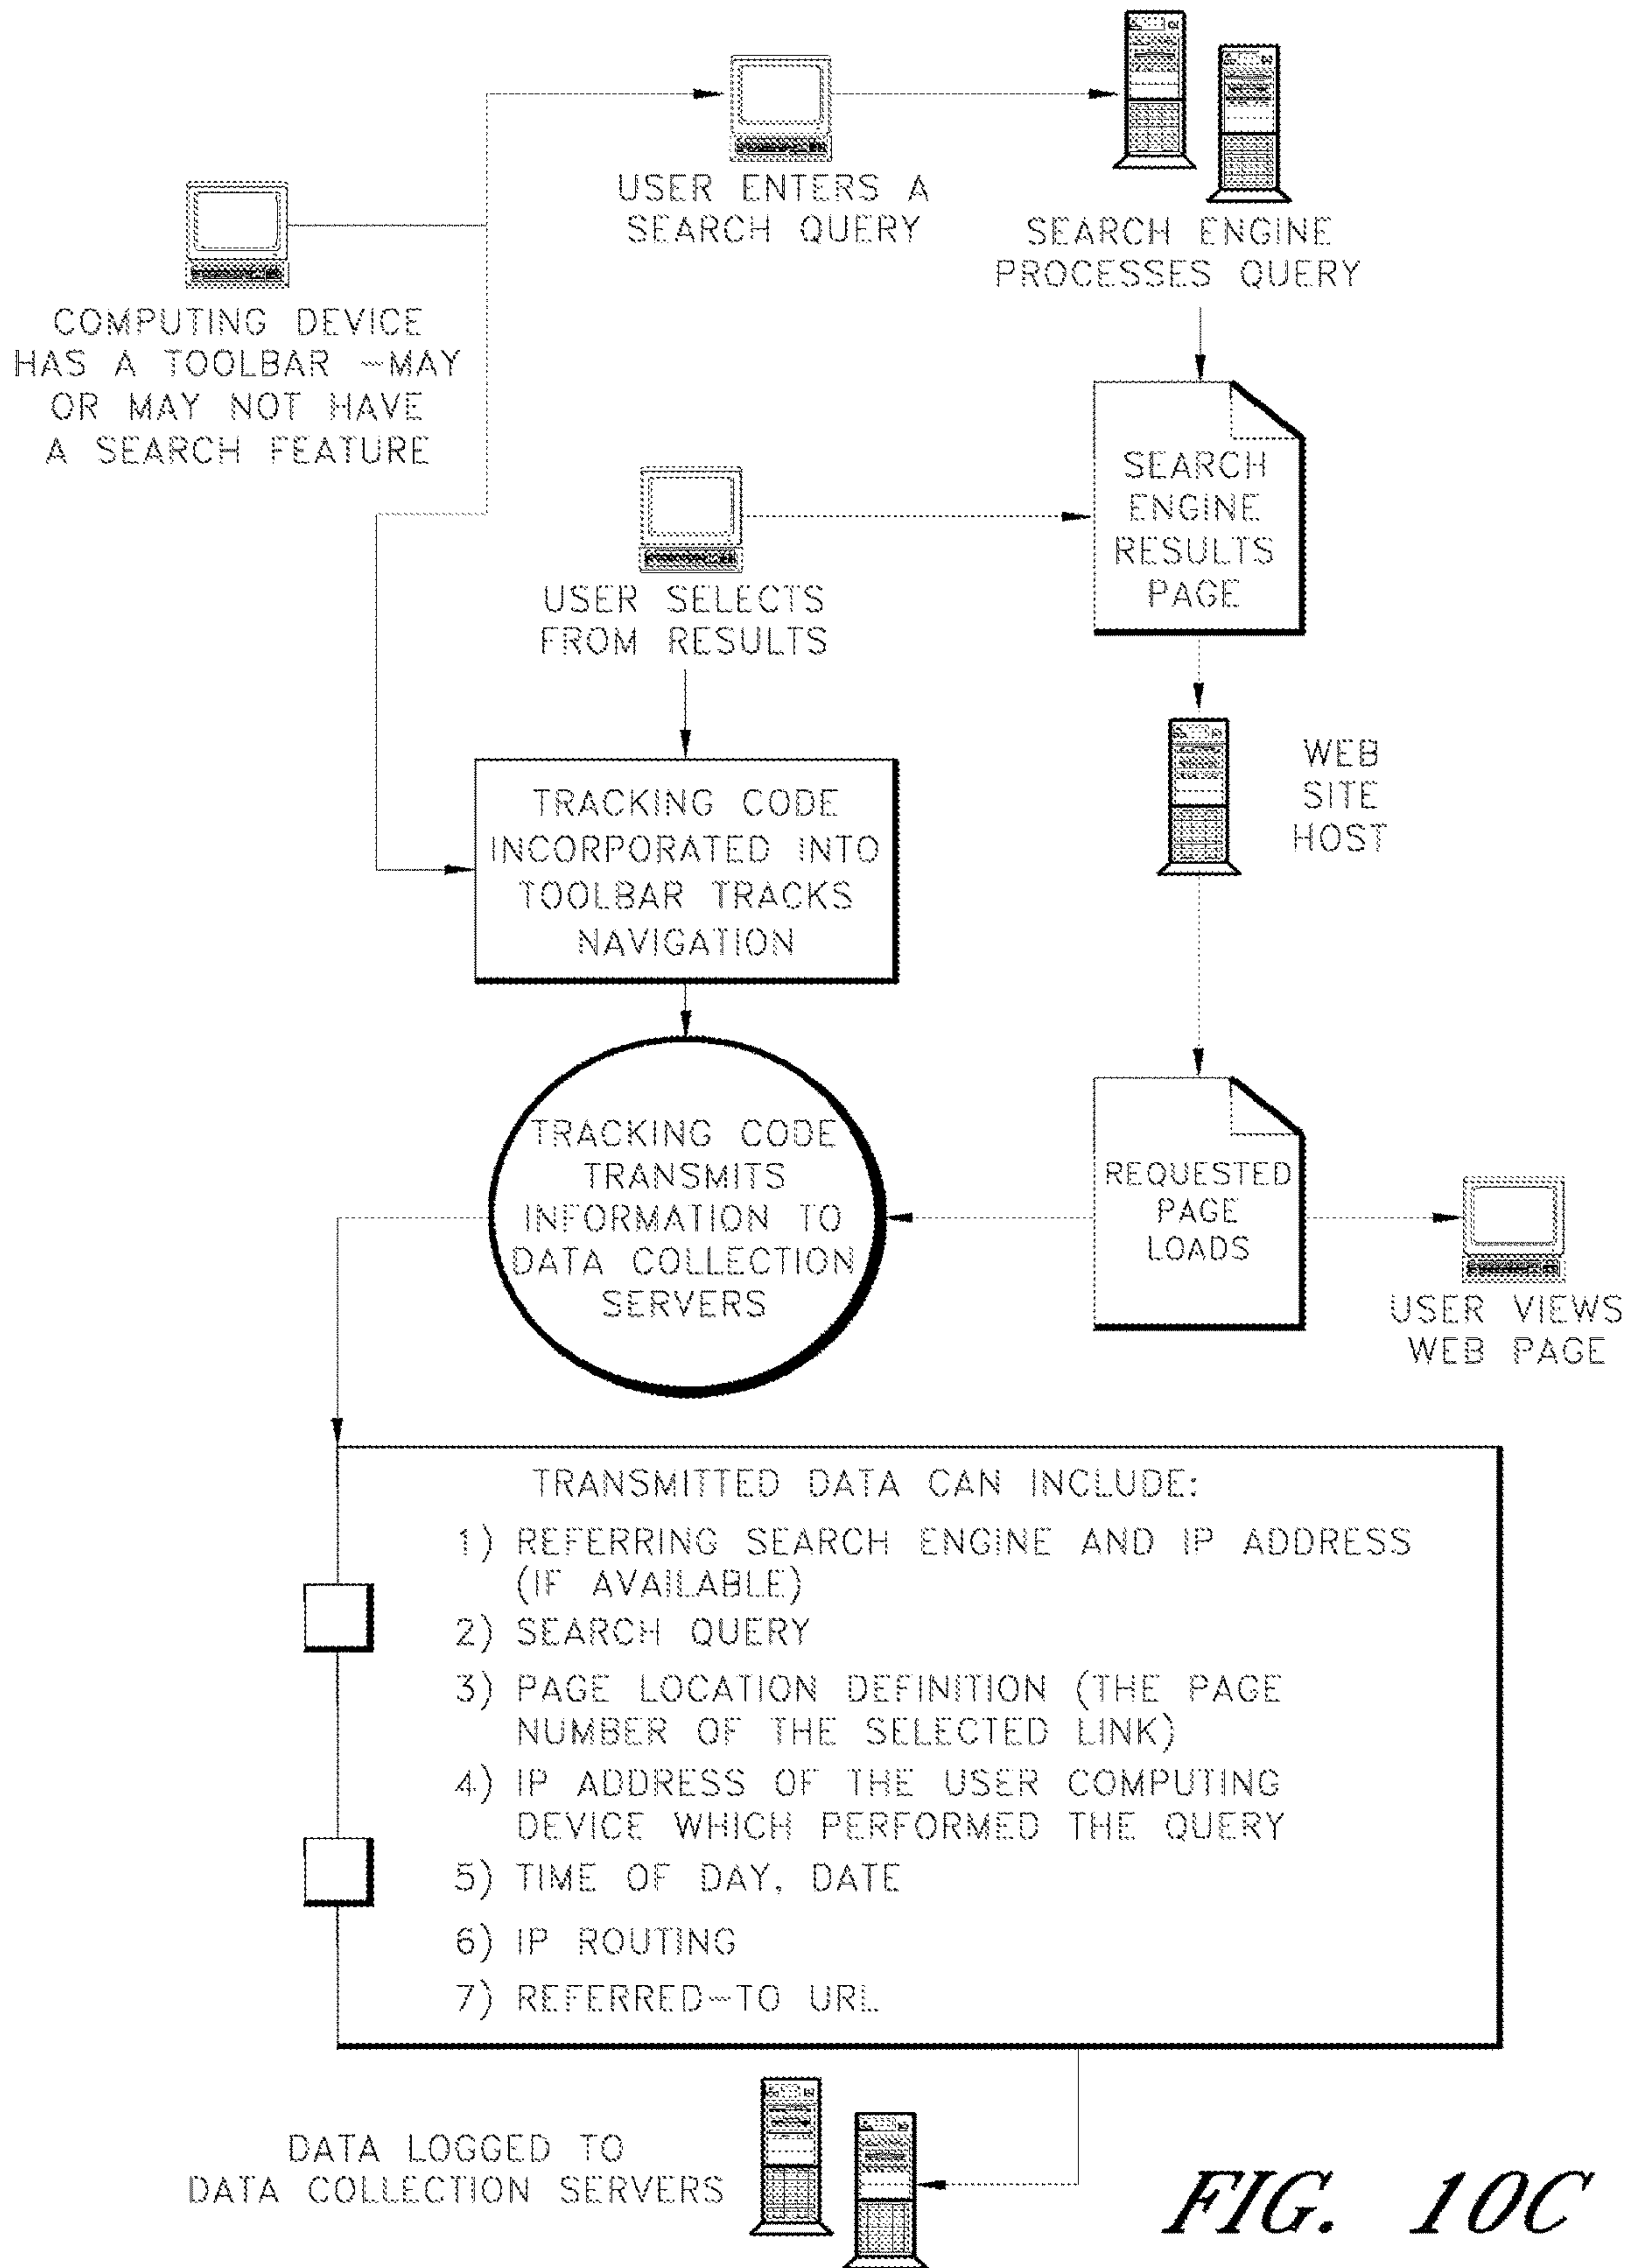 USER ENTERS A
SEARCH QUERY
SEARCH ENGINE
PROCESSES QUERY
COMPUTING DEVICE
HAS A TOOLBAR -MAY
OR MAY NOT HAVE
A SEARCH FEATURE
SEARCH
ENGINE
RESULTS
PAGE
USER SELECTS
FROM RESULTS
WEB
SITE
HOST
TRACKING CODE
INCORPORATED INTO
TOOLBAR TRACKS
NAVIGATION
TRACKING CODE
TRANSMITS
INFORMATION TO
DATA COLLECTION
SERVERS
REQUESTED
PAGE
LOADS
USER VIEWS
WEB PAGE
TRANSMITTED DATA CAN INCLUDE:
1) REFERRING SEARCH ENGINE AND IP ADDRESS
(IF AVAILABLE)
2) SEARCH QUERY
3) PAGE LOCATION DEFINITION (THE PAGE
NUMBER OF THE SELECTED LINK)
4) IP ADDRESS OF THE USER COMPUTING
DEVICE WHICH PERFORMED THE QUERY
5) TIME OF DAY, DATE
6) IP ROUTING
7) REFERRED-TO URL
DATA LOGGED TO
DATA COLLECTION SERVERS
FIG. 10C